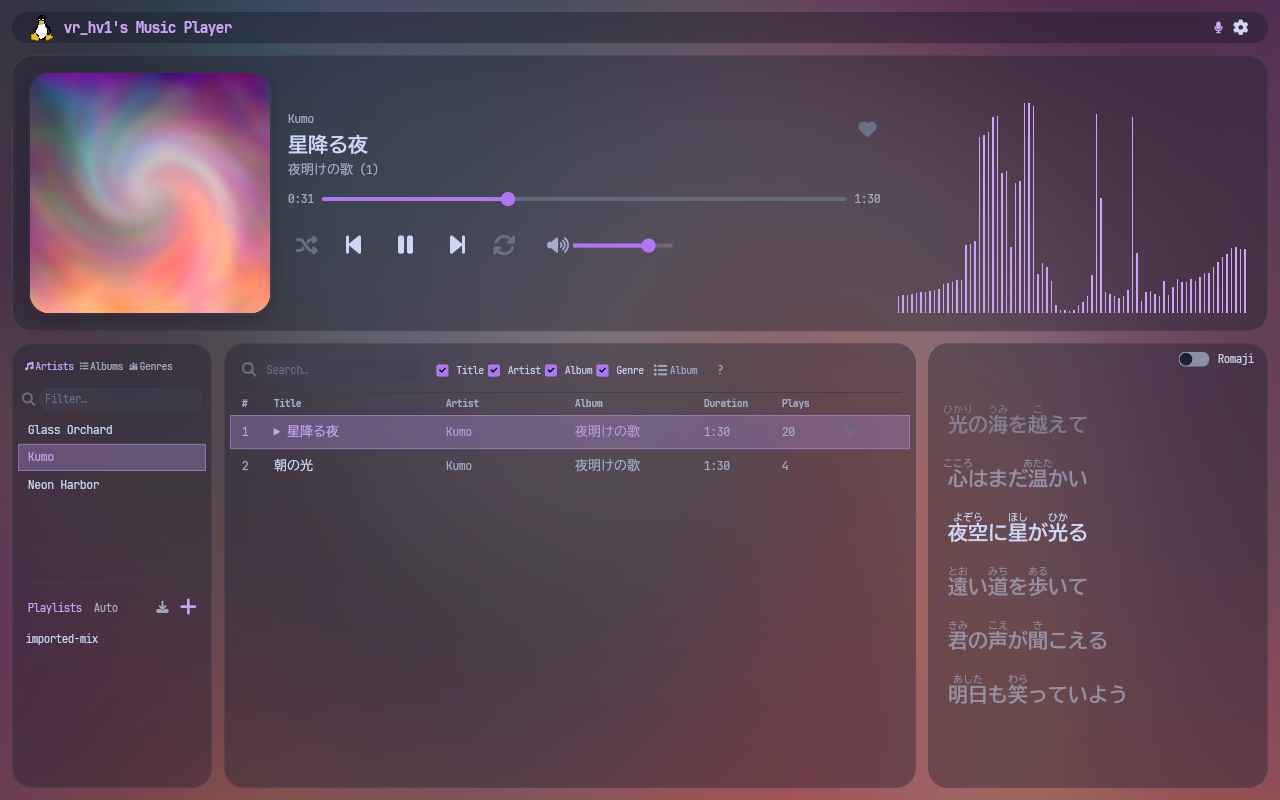 vr_hv1's Music Player
Kumo
星降る夜
夜明けの歌 (1)
0:31 1:30
Artists Albums Genres
Filter…
Glass Orchard
Kumo
Neon Harbor
Playlists Auto
imported-mix
Search… Title Artist Album Genre Album ?
# Title Artist Album Duration Plays
1 ▶ 星降る夜 Kumo 夜明けの歌 1:30 20
2 朝の光 Kumo 夜明けの歌 1:30 4
Romaji
ひかり うみ こ
光の海を越えて
こころ あたた
心はまだ温かい
よぞら ほし ひか
夜空に星が光る
とお みち ある
遠い道を歩いて
きみ こえ き
君の声が聞こえる
あした わら
明日も笑っていよう